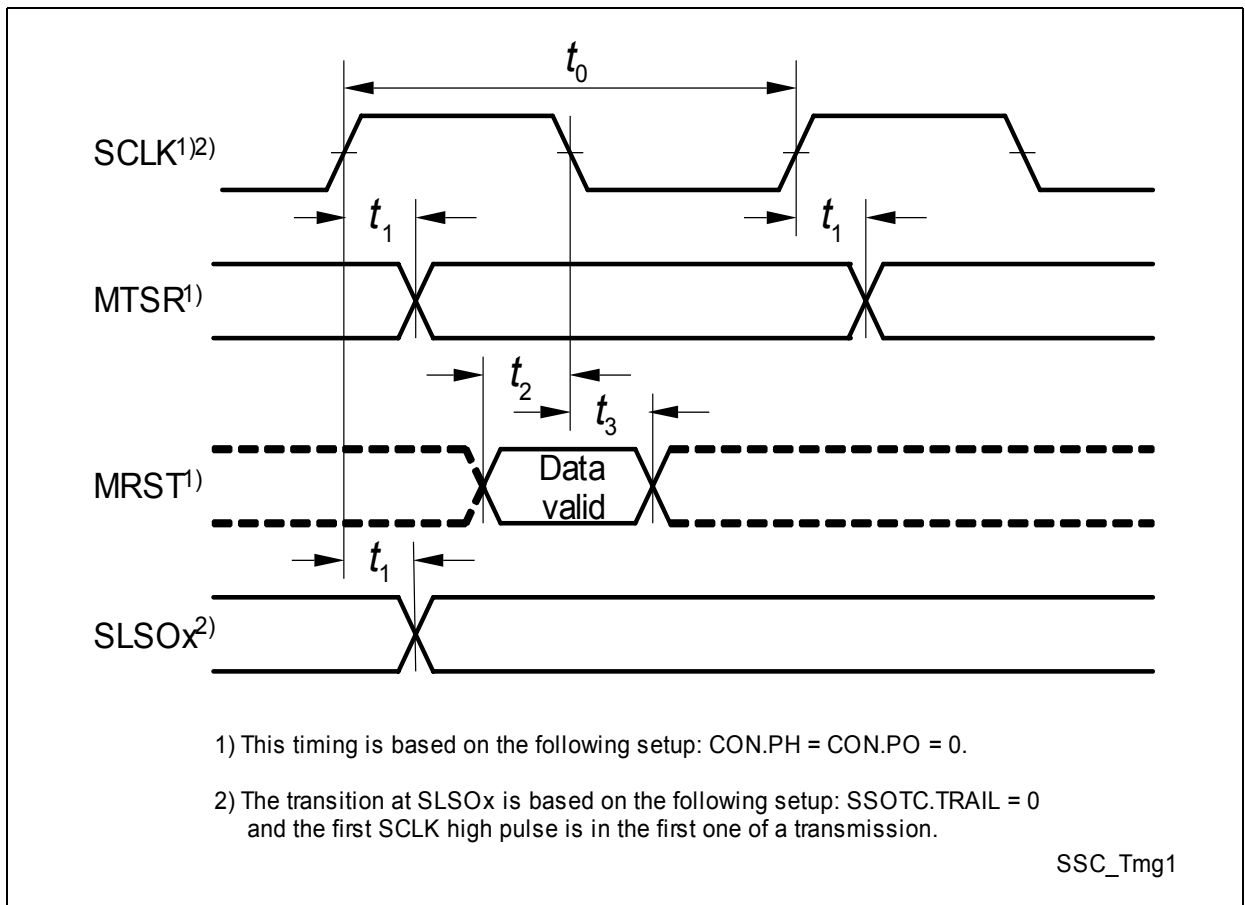 t0
SCLK1)2)
t1
t1
MTSR1)
t2
t3
MRST1)
Data
valid
t1
SLSOx2)
1) This timing is based on the following setup: CON.PH = CON.PO = 0.
2) The transition at SLSOx is based on the following setup: SSOTC.TRAIL = 0
and the first SCLK high pulse is in the first one of a transmission.
SSC_Tmg1